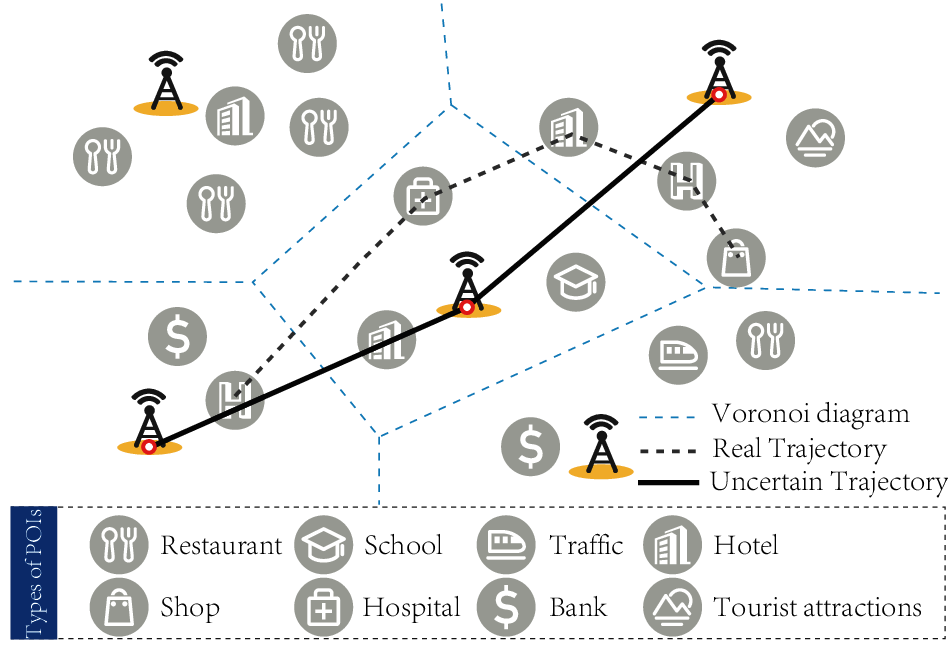 Voronoi diagram
Real Trajectory
Uncertain Trajectory
Types of POIs
Restaurant
School
Traffic
Hotel
Shop
Hospital
Bank
Tourist attractions